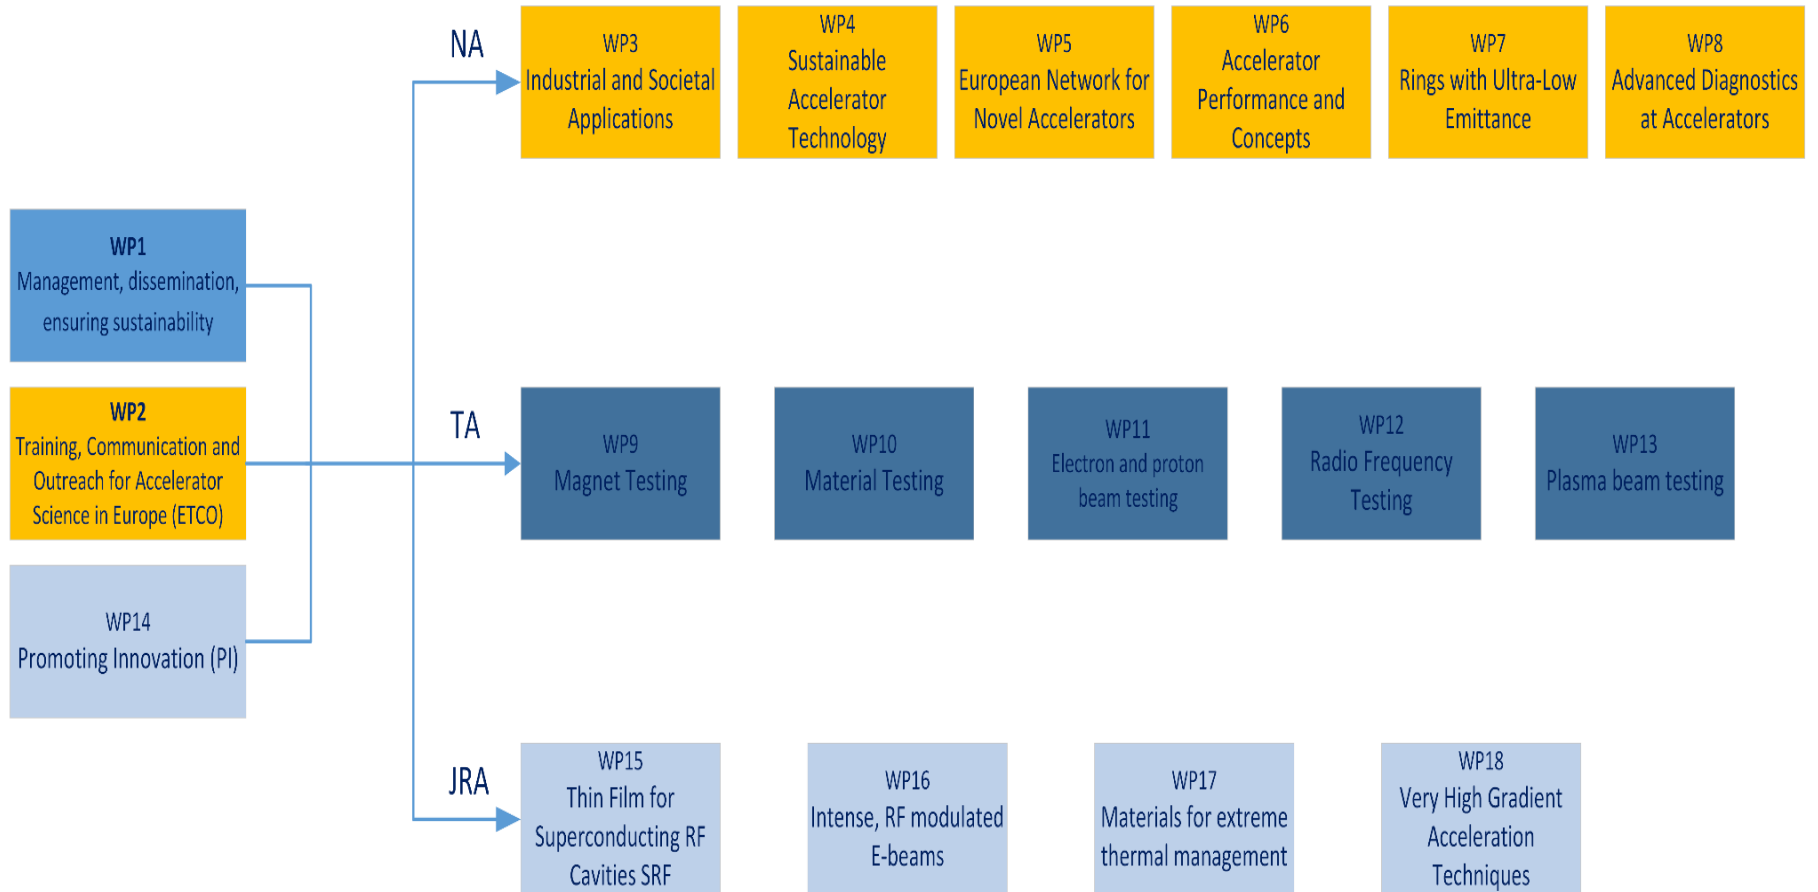 NA
WP3
Industrial and Societal
Applications
WP4
Sustainable
Accelerator
Technology
WP5
European Network for
Novel Accelerators
WP6
Accelerator
Performance and
Concepts
WP7
Rings with Ultra-Low
Emittance
WP8
Advanced Diagnostics
at Accelerators
WP1
Management, dissemination,
ensuring sustainability
WP2
Training, Communication and
Outreach for Accelerator
Science in Europe (ETCO)
WP14
Promoting Innovation (PI)
TA
WP9
Magnet Testing
WP10
Material Testing
WP11
Electron and proton
beam testing
WP12
Radio Frequency
Testing
WP13
Plasma beam testing
JRA
WP15
Thin Film for
Superconducting RF
Cavities SRF
WP16
Intense, RF modulated
E-beams
WP17
Materials for extreme
thermal management
WP18
Very High Gradient
Acceleration
Techniques